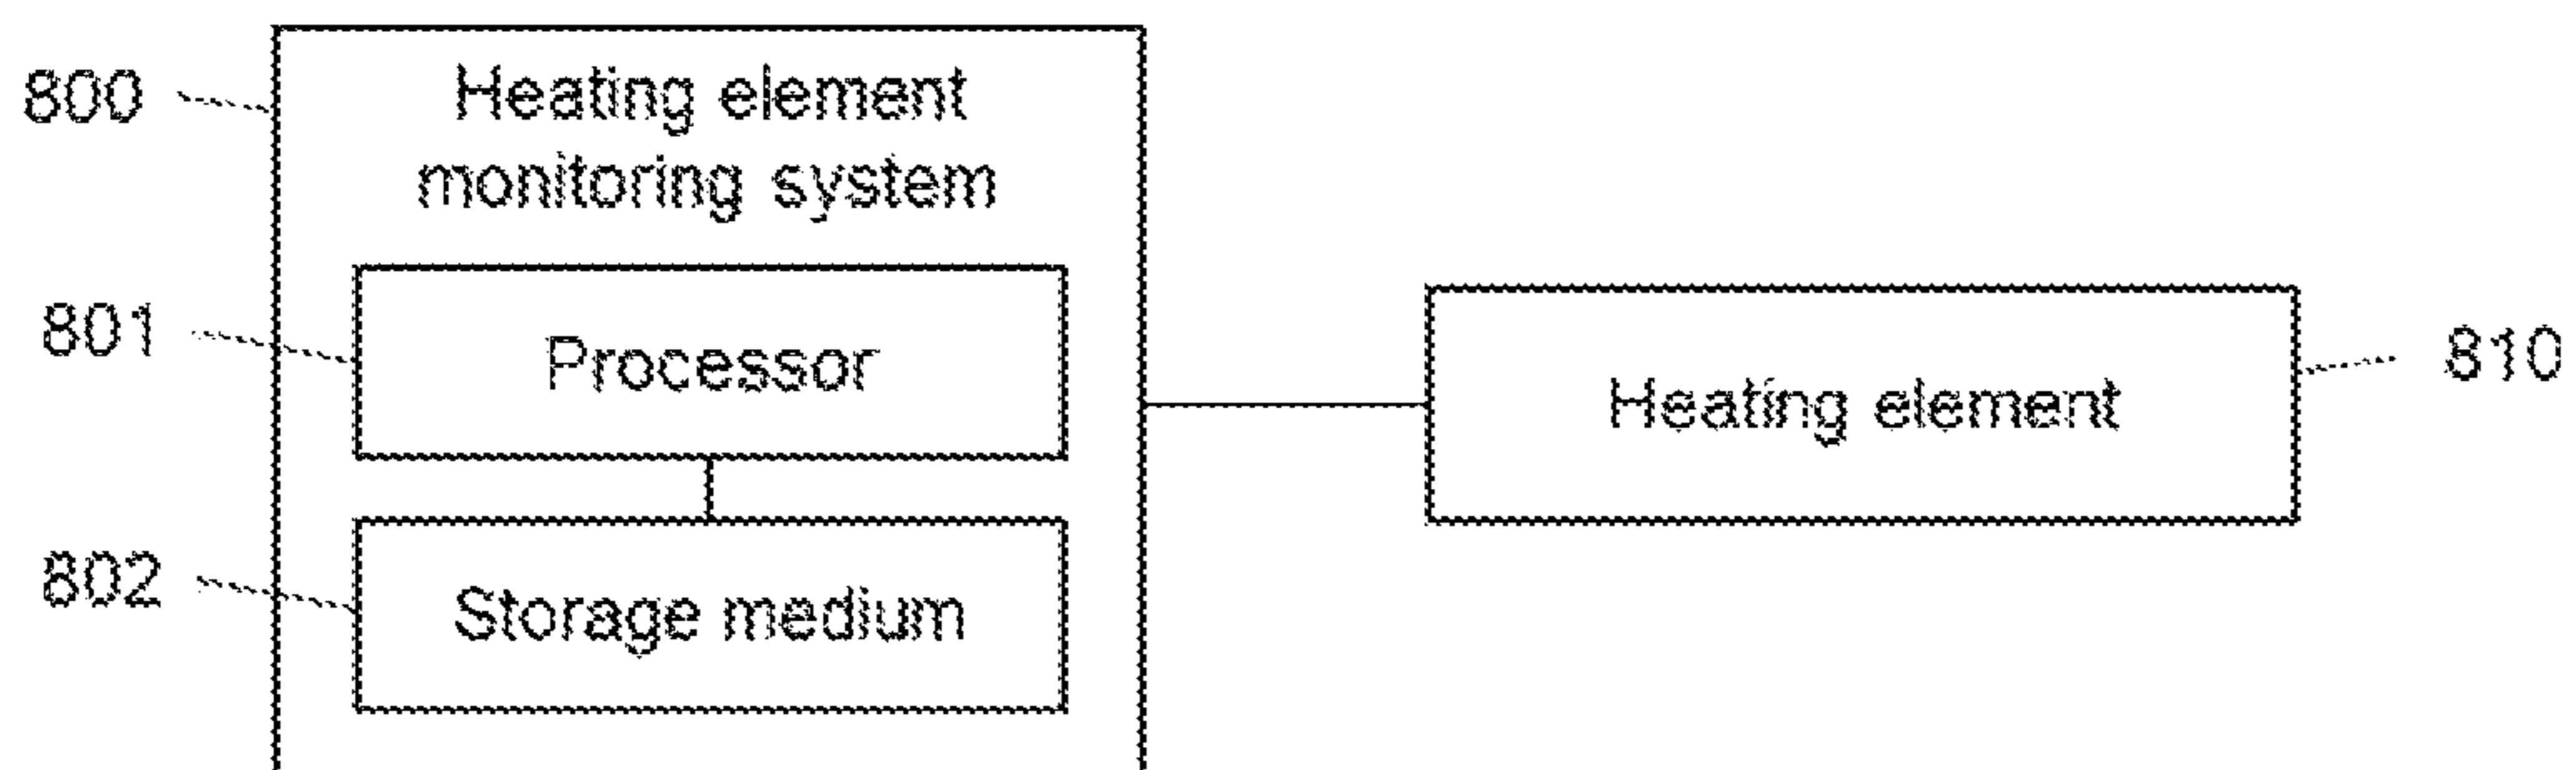 800
Heating element
monitoring system
801
Processor
Heating element
810
802
Storage medium